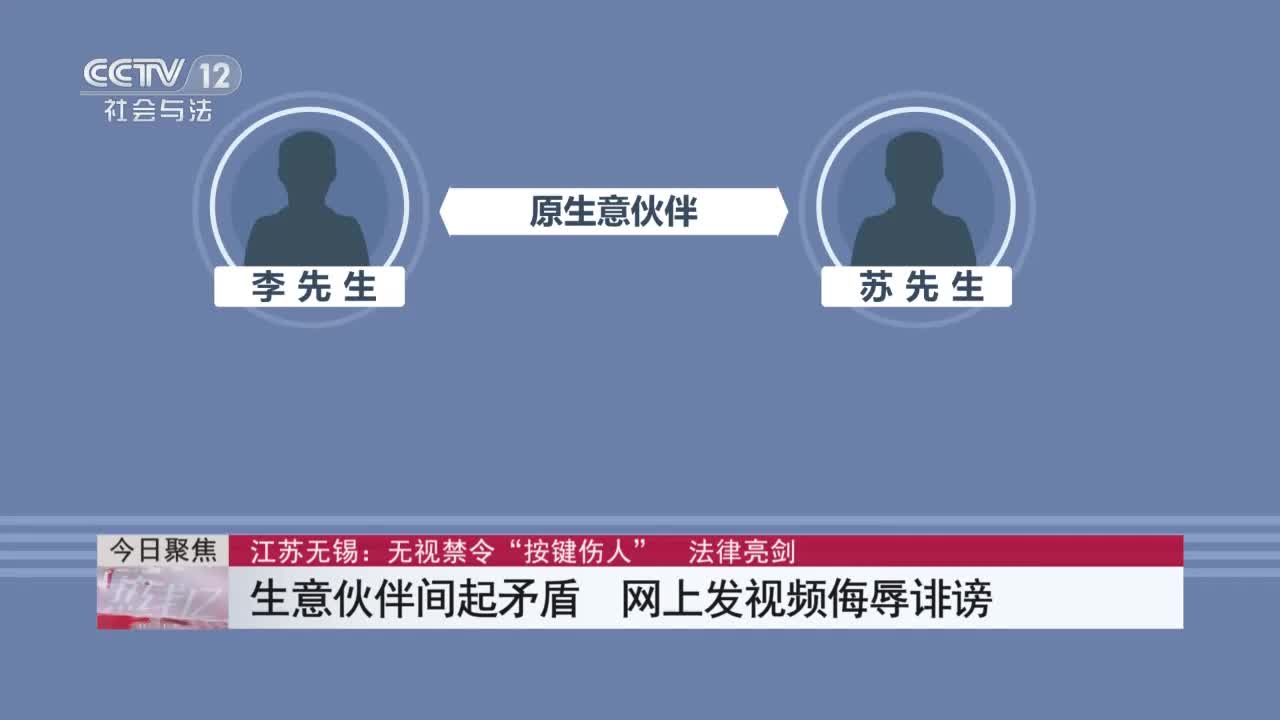 CCTV 12
社会与法
原生意伙伴
李先生
苏先生
今日聚焦
江苏无锡：无视禁令“按键伤人” 法律亮剑
生意伙伴间起矛盾 网上发视频侮辱诽谤